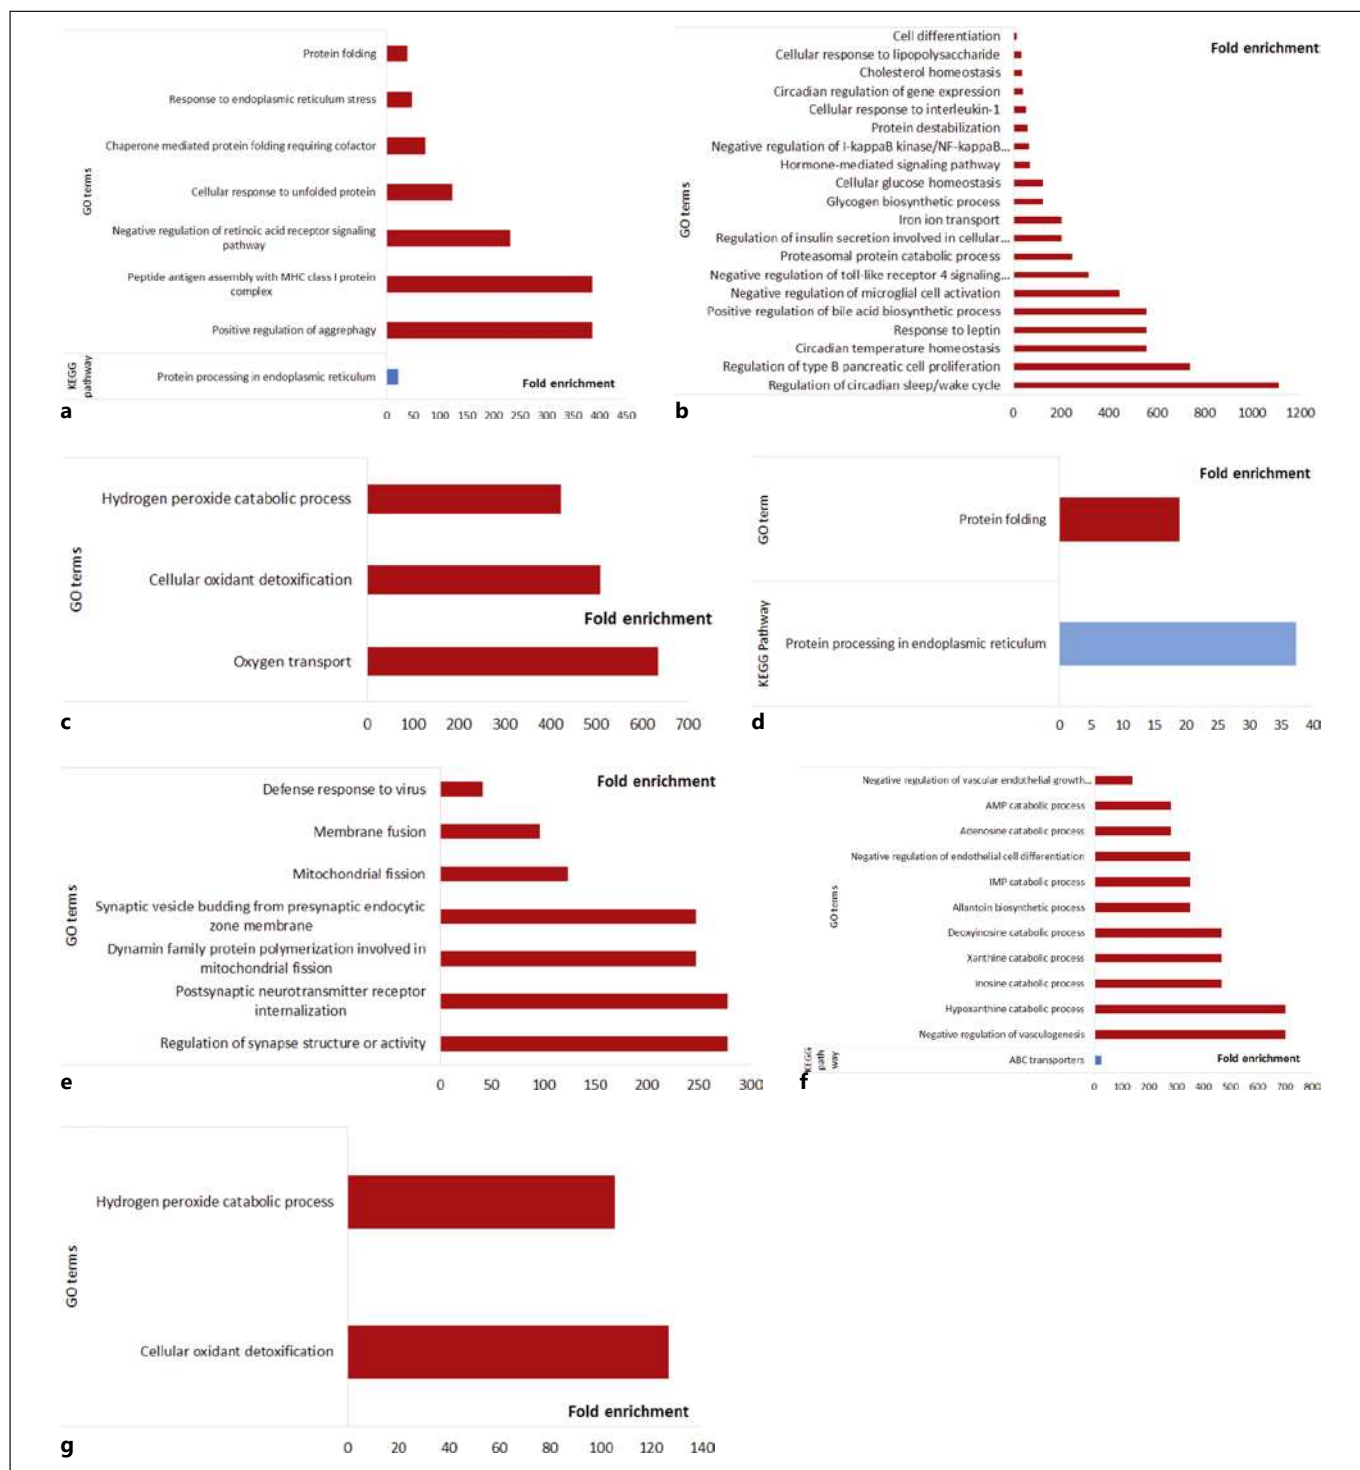 Protein folding
Response to endoplasmic reticulum stress
Chaperone mediated protein folding requiring cofactor
Cellular response to unfolded protein
Negative regulation of retinoic acid receptor signaling
pathway
Peptide antigen assembly with MHC class I protein
complex
Positive regulation of aggrephagy
GO terms
KEGG
pathway
Protein processing in endoplasmic reticulum
Fold enrichment
0 50 100 150 200 250 300 350 400 450
a
Fold enrichment
Cell differentiation
Cellular response to lipopolysaccharide
Cholesterol homeostasis
Circadian regulation of gene expression
Cellular response to interleukin-1
Protein destabilization
Negative regulation of I-kappaB kinase/NF-kappaB...
Hormone-mediated signaling pathway
Cellular glucose homeostasis
Glycogen biosynthetic process
Iron ion transport
Regulation of insulin secretion involved in cellular...
Proteasomal protein catabolic process
Negative regulation of toll-like receptor 4 signaling...
Negative regulation of microglial cell activation
Positive regulation of bile acid biosynthetic process
Response to leptin
Circadian temperature homeostasis
Regulation of type B pancreatic cell proliferation
Regulation of circadian sleep/wake cycle
GO terms
0 200 400 600 800 1000 1200
b
Hydrogen peroxide catabolic process
Cellular oxidant detoxification
Fold enrichment
Oxygen transport
GO terms
0 100 200 300 400 500 600 700
c
Fold enrichment
GO term
Protein folding
KEGG Pathway
Protein processing in endoplasmic reticulum
0 5 10 15 20 25 30 35 40
d
Fold enrichment
Defense response to virus
Membrane fusion
Mitochondrial fission
Synaptic vesicle budding from presynaptic endocytic
zone membrane
Dynamin family protein polymerization involved in
mitochondrial fission
Postsynaptic neurotransmitter receptor
internalization
Regulation of synapse structure or activity
GO terms
0 50 100 150 200 250 300
e
Negative regulation of vascular endothelial growth...
AMP catabolic process
Adenosine catabolic process
Negative regulation of endothelial cell differentiation
IMP catabolic process
Allantoin biosynthetic process
Deoxyinosine catabolic process
Xanthine catabolic process
Inosine catabolic process
Hypoxanthine catabolic process
Negative regulation of vasculogenesis
GO terms
KEGG
path
way
ABC transporters
Fold enrichment
0 100 200 300 400 500 600 700 800
f
Hydrogen peroxide catabolic process
Cellular oxidant detoxification
GO terms
Fold enrichment
0 20 40 60 80 100 120 140
g